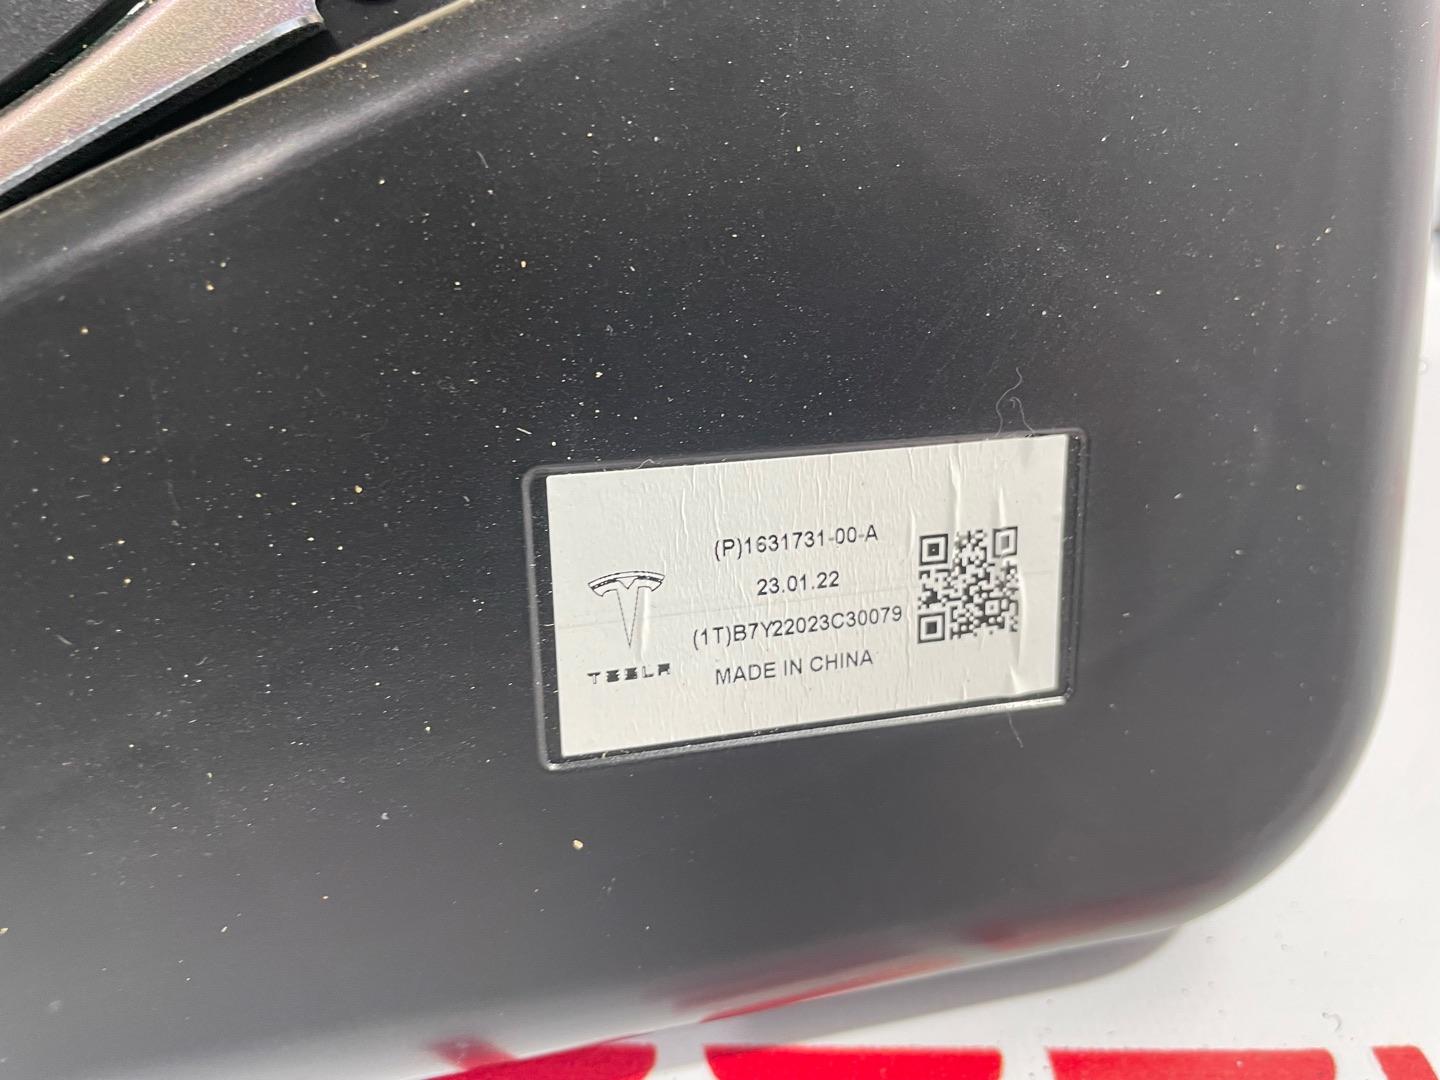 (P)1631731-00-A
23.01.22
(1T)B7Y22023C30079
MADE IN CHINA
TESLA